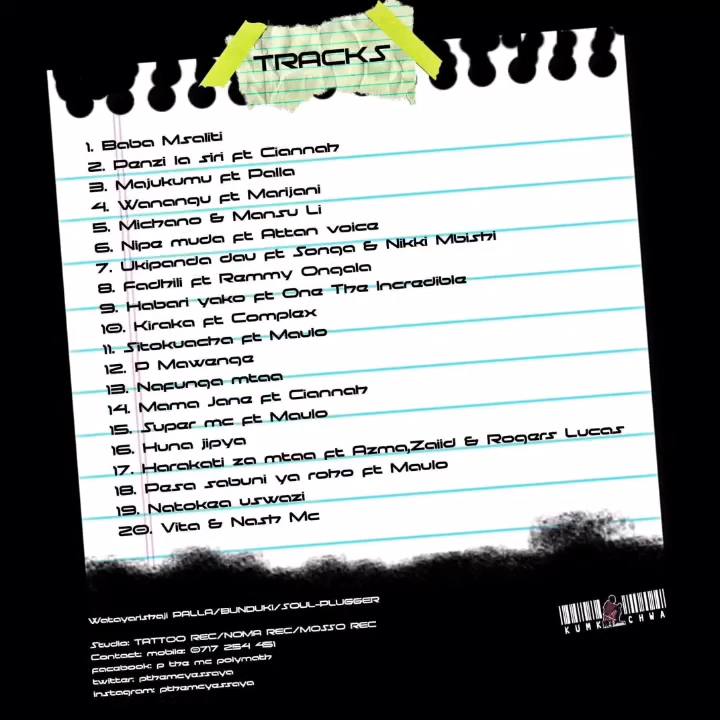 TRACKS
1. Baba Msaliti
2. Penzi la siri ft Ciannah
3. Majukumu ft Palla
4. Wanangu ft Marijani
5. Michano & Mansu Li
6. Nipe muda ft Attan voice
7. Ukipanda dau ft Songa & Nikki Mbishi
8. Fadhili ft Remmy Ongala
9. Habari yako ft One The Incredible
10. Kiraka ft Complex
11. Sitokuacha ft Maulo
12. P Mawenge
13. Nafunga mtaa
14. Mama Jane ft Ciannah
15. Super mc ft Maulo
16. Huna jipya
17. Harakati za mtaa ft Azma,Zaiid & Rogers Lucas
18. Pesa sabuni ya roho ft Maulo
19. Natokea uswazi
20. Vita & Nash Mc
Watayarishaji PALLA/BUNDUKI/SOUL-PLUGGER
Studio: TATTOO REC/NOMA REC/MOSSO REC
Contact: mobile: 0717 254 461
facebook: p the mc polymath
twitter: pthemcyessaya
instagram: pthemcyessaya
KUMKICHWA